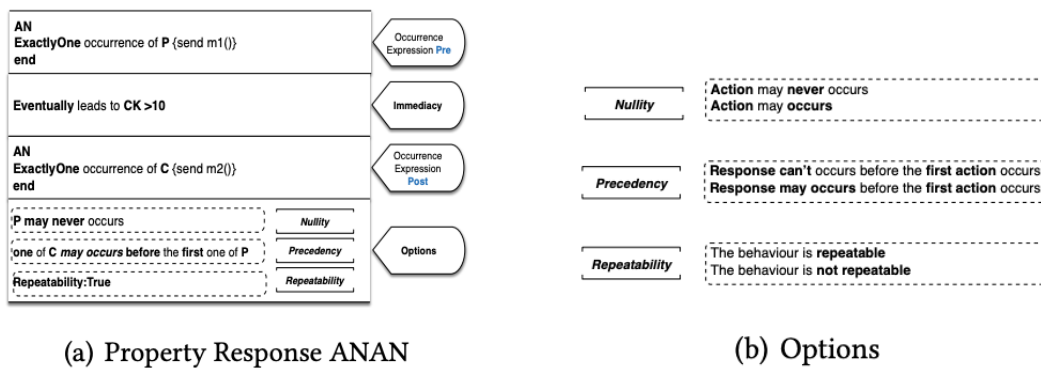 AN
ExactlyOne occurrence of P {send m1()}
end
Occurrence
Expression Pre
Eventually leads to CK >10
Immediacy
AN
ExactlyOne occurrence of C {send m2()}
end
Occurrence
Expression
Post
P may never occurs
Nullity
one of C may occurs before the first one of P
Precedency
Repeatability:True
Repeatability
Options
(a) Property Response ANAN
Nullity
Action may never occurs
Action may occurs
Precedency
Response can't occurs before the first action occurs
Response may occurs before the first action occurs
Repeatability
The behaviour is repeatable
The behaviour is not repeatable
(b) Options